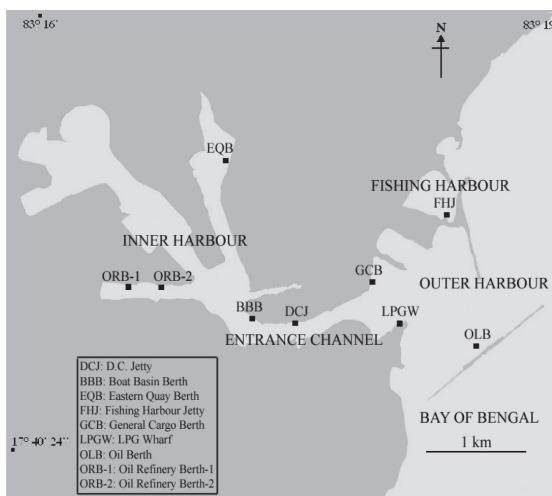 83° 16'
83° 19'
N
EQB
FISHING HARBOUR
FHJ
INNER HARBOUR
ORB-1
ORB-2
GCB
OUTER HARBOUR
BBB
DCJ
LPGW
ENTRANCE CHANNEL
OLB
DCJ: D.C. Jetty
BBB: Boat Basin Berth
EQB: Eastern Quay Berth
FHJ: Fishing Harbour Jetty
GCB: General Cargo Berth
LPGW: LPG Wharf
OLB: Oil Berth
ORB-1: Oil Refinery Berth-1
ORB-2: Oil Refinery Berth-2
BAY OF BENGAL
17° 40' 24"
1 km